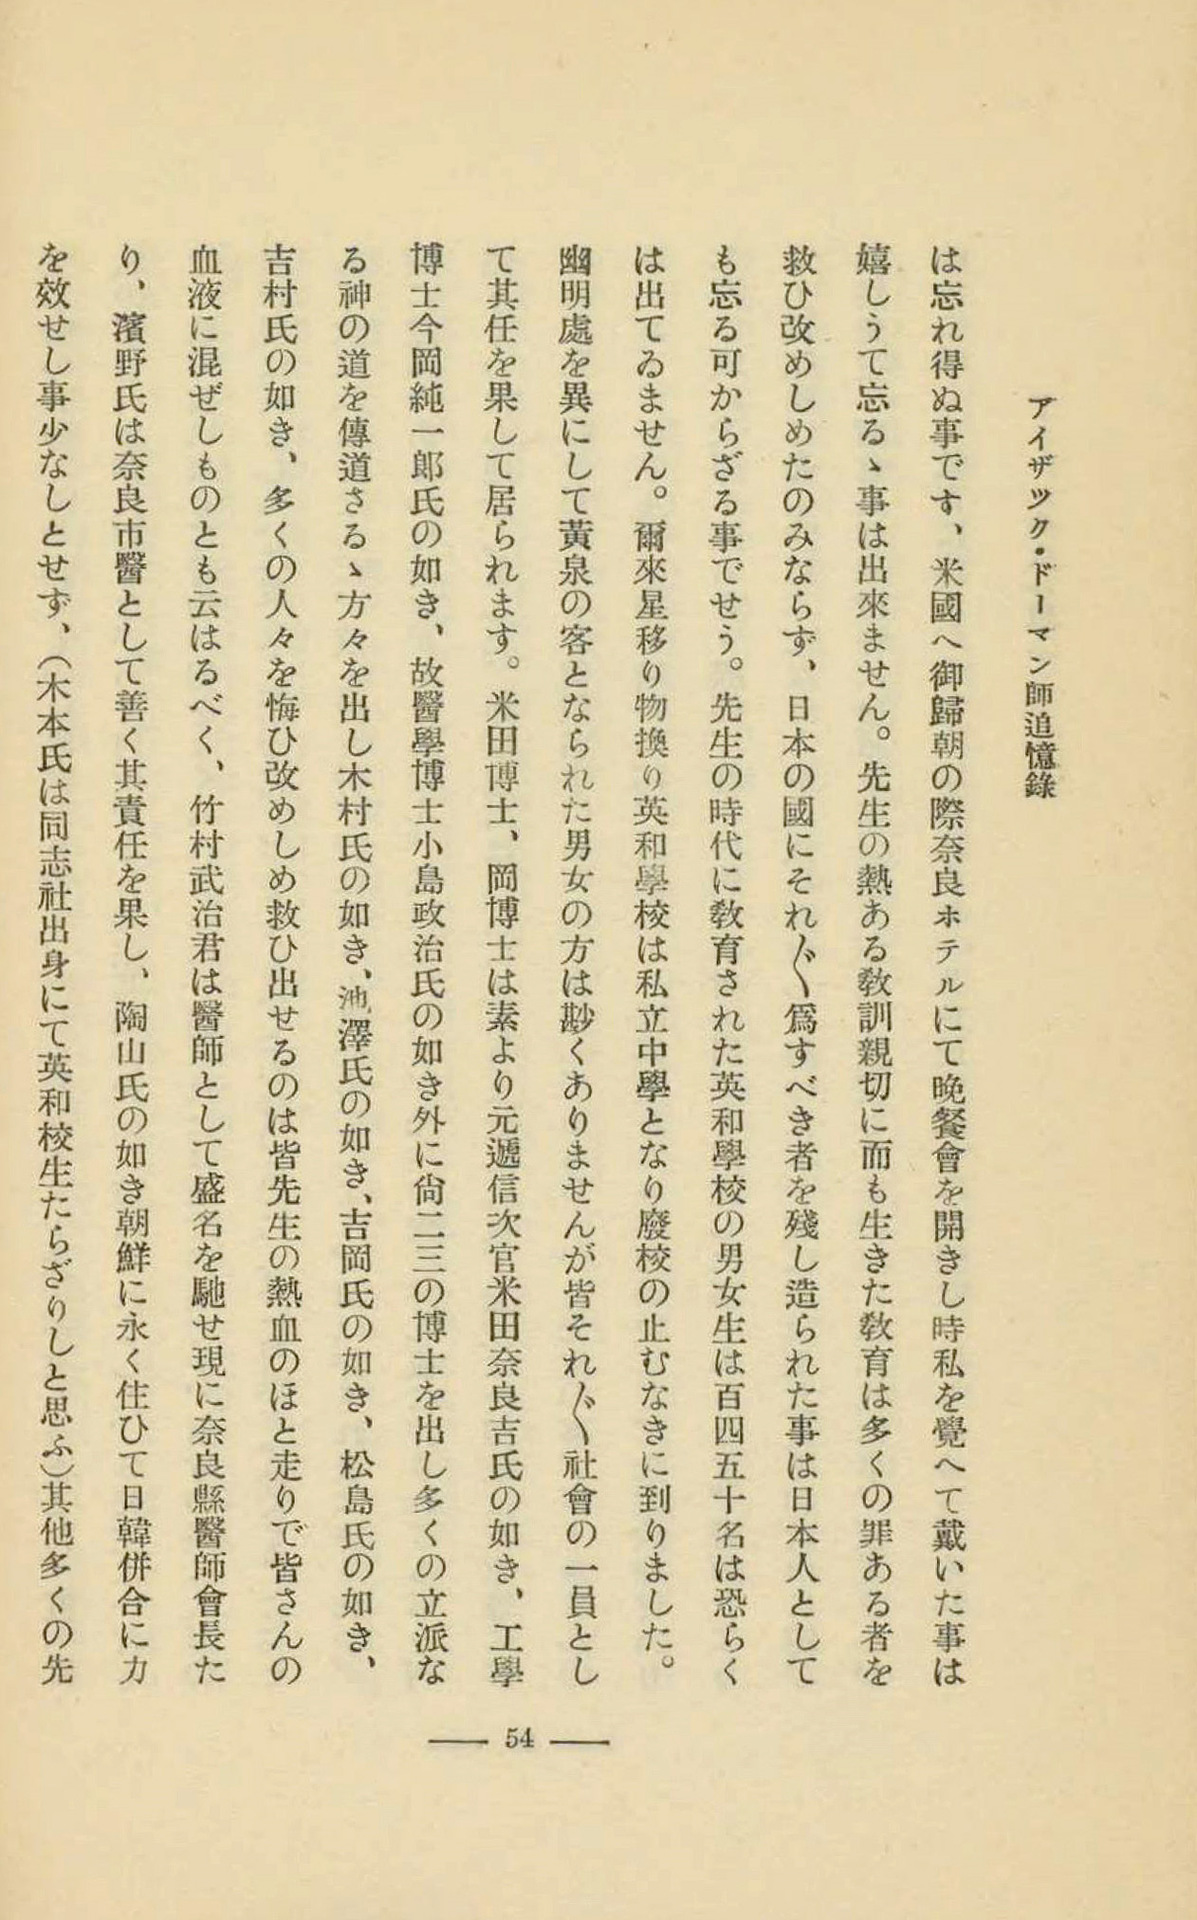 アイザツク・ドーマン師追憶錄
は忘れ得ぬ事です、米國へ御歸朝の際奈良ホテルにて晩餐會を開きし時私を覺へて戴いた事は
嬉しうて忘るゝ事は出來ません。先生の熱ある教訓親切に而も生きた教育は多くの罪ある者を
救ひ改めしめたのみならず、日本の國にそれ〴〵爲すべき者を殘し造られた事は日本人として
も忘る可からざる事でせう。先生の時代に教育された英和學校の男女生は百四五十名は恐らく
は出てゐません。爾來星移り物換り英和學校は私立中學となり廢校の止むなきに到りました。
幽明處を異にして黃泉の客となられた男女の方は尠くありませんが皆それ〴〵社會の一員とし
て其任を果して居られます。米田博士、岡博士は素より元遞信次官米田奈良吉氏の如き、工學
博士今岡純一郎氏の如き、故醫學博士小島政治氏の如き外に尙二三の博士を出し多くの立派な
る神の道を傳道さるゝ方々を出し木村氏の如き、池澤氏の如き、吉岡氏の如き、松島氏の如き、
吉村氏の如き、多くの人々を悔ひ改めしめ救ひ出せるのは皆先生の熱血のほと走りで皆さんの
血液に混ぜしものとも云はるべく、竹村武治君は醫師として盛名を馳せ現に奈良縣醫師會長た
り、濱野氏は奈良市醫として善く其責任を果し、陶山氏の如き朝鮮に永く住ひて日韓併合に力
を效せし事少なしとせず、（木本氏は同志社出身にて英和校生たらざりしと思ふ）其他多くの先
54